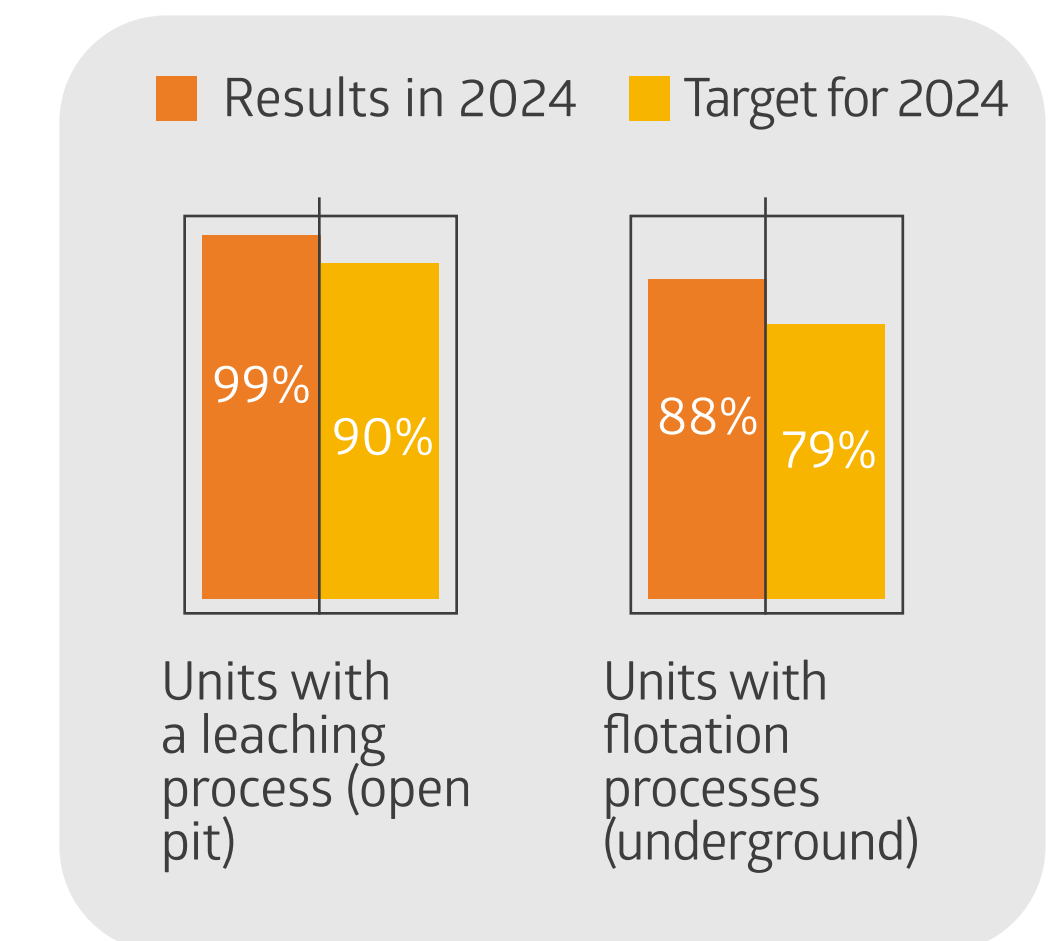 Results in 2024
Target for 2024
99%
90%
88%
79%
Units with
a leaching
process (open
pit)
Units with
flotation
processes
(underground)